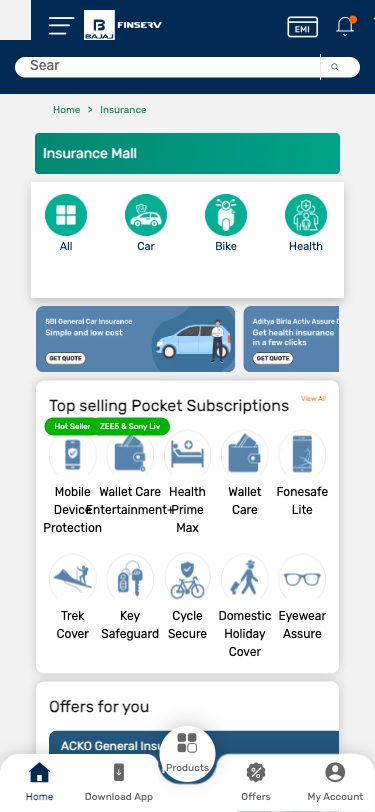 B
BAJAJ
FINSERV
EMI
Sear
Home > Insurance
Insurance Mall
All
Car
Bike
Health
SBI General Car Insurance
Simple and low cost
GET QUOTE
Aditya Birla Activ Assure D
Get health insurance
in a few clicks
GET QUOTE
Top selling Pocket Subscriptions
View All
Hot Seller
ZEE5 & Sony Liv
Mobile
Device
Protection
Wallet Care
Entertainment+
Health
Prime
Max
Wallet
Care
Fonesafe
Lite
Trek
Cover
Key
Safeguard
Cycle
Secure
Domestic
Holiday
Cover
Eyewear
Assure
Offers for you
ACKO General Insu
Products
Home
Download App
Offers
My Account